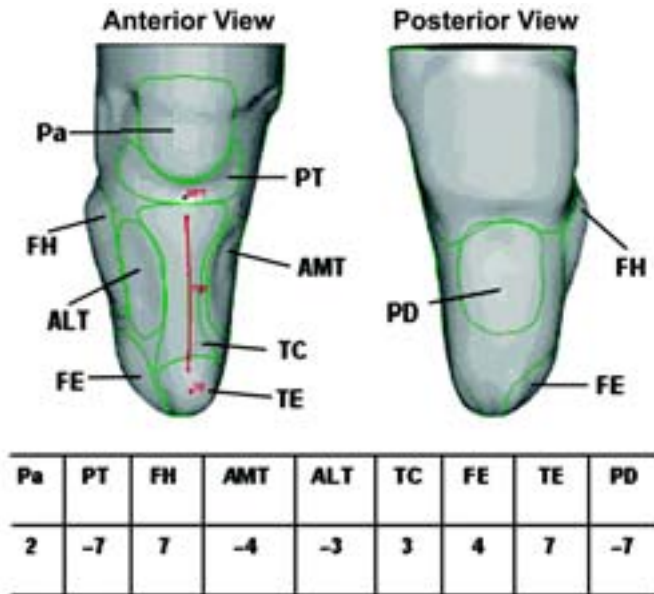 Anterior View
Posterior View
Pa
PT
FH
AMT
ALT
TC
FE
TE
FH
PD
FE
Pa PT FH AMT ALT TC FE TE PD
2 –7 7 –4 –3 3 4 7 –7